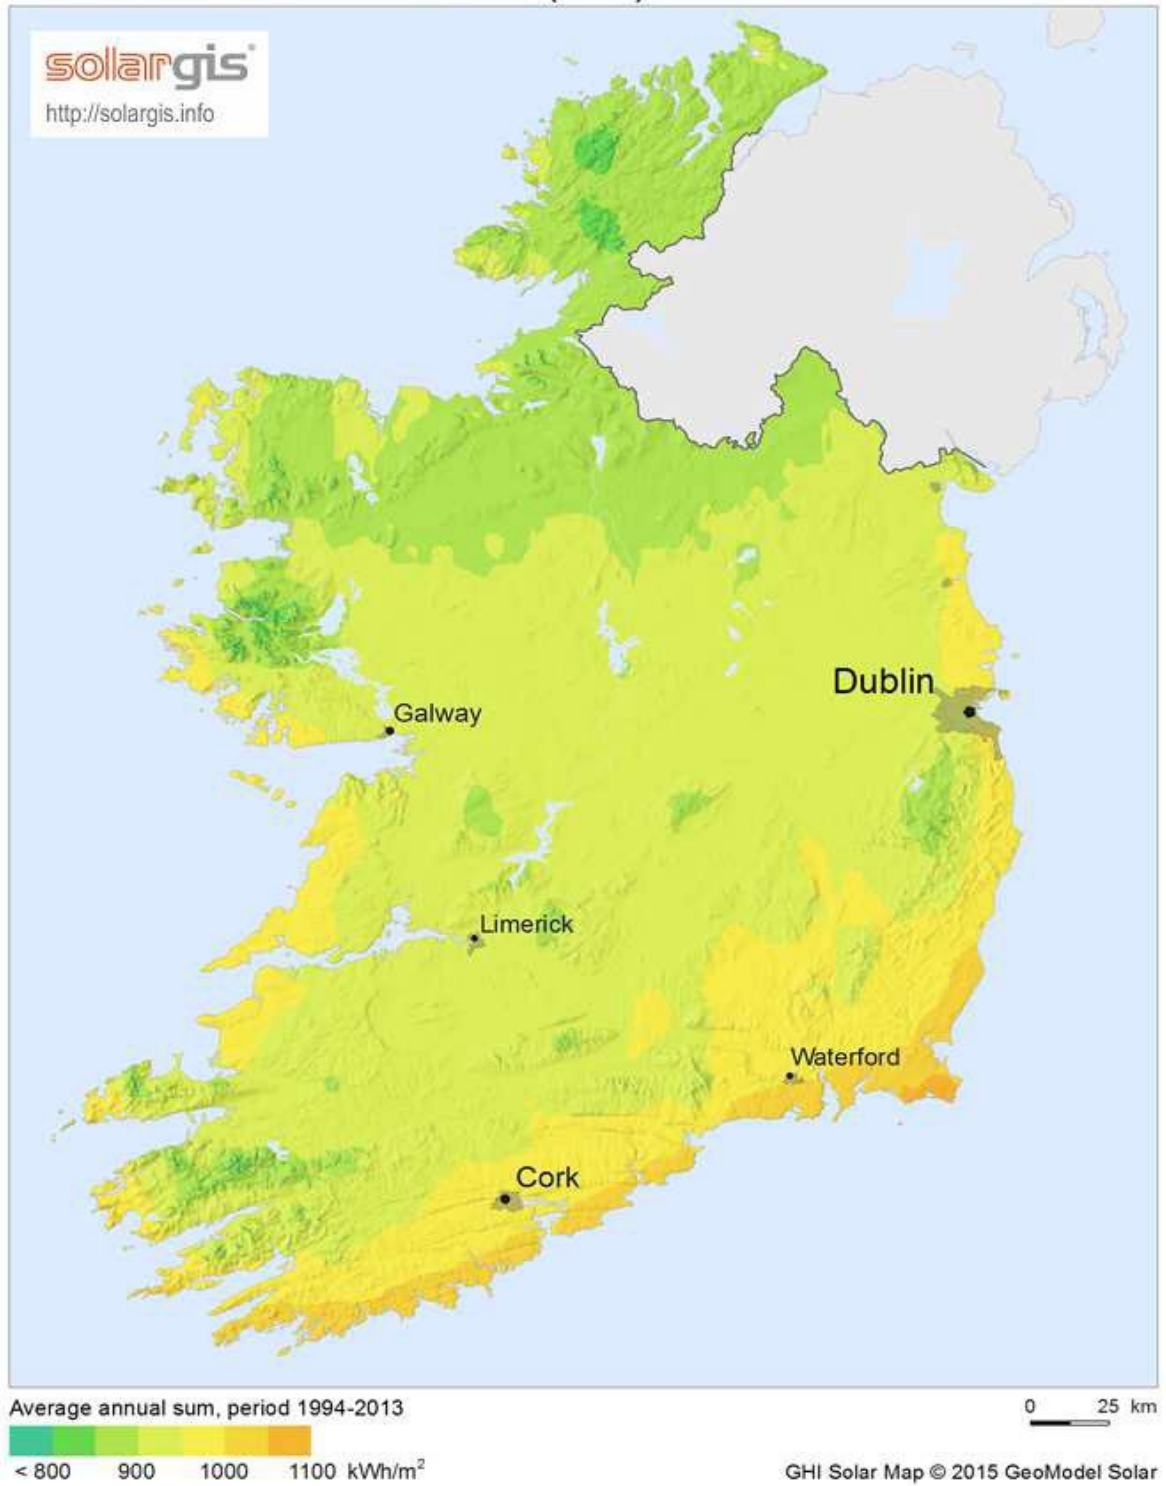 solargis®
http://solargis.info
Dublin
Galway
Limerick
Waterford
Cork
Average annual sum, period 1994-2013
0 25 km
< 800 900 1000 1100 kWh/m²
GHI Solar Map © 2015 GeoModel Solar